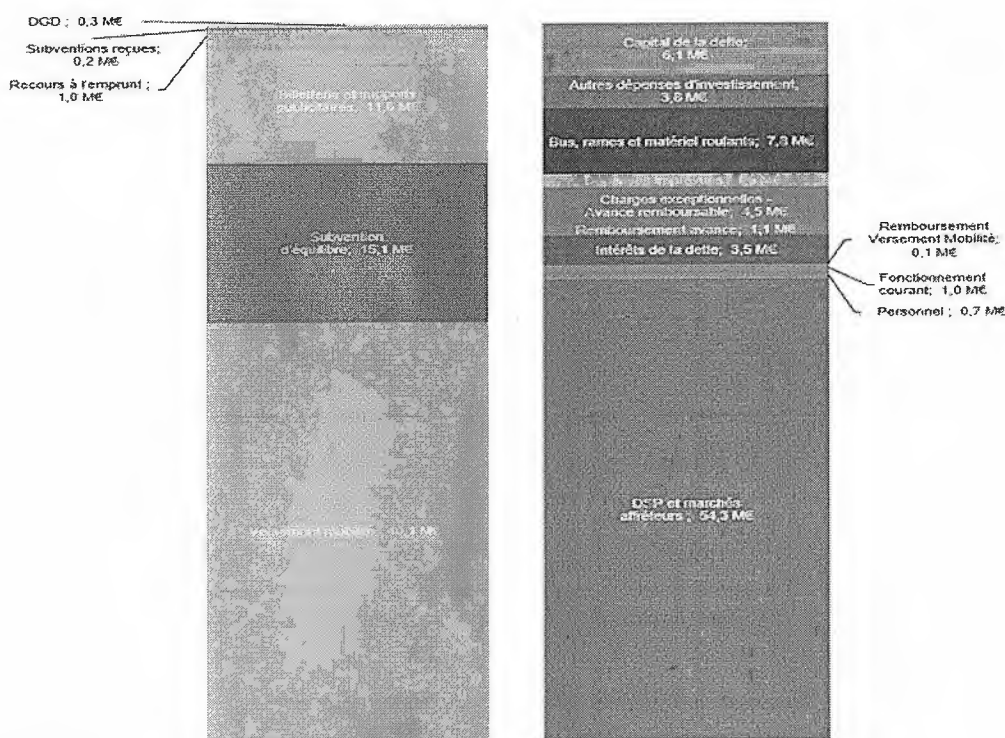 DGD ; 0,3 M€
Subventions reçues;
0,2 M€
Recours à l'emprunt ;
1,0 M€
Billetterie et supports
publicitaires; M€
Subvention
d'équilibre; 15,1 M€
Versement mobilité; M€
Capital de la dette;
6,1 M€
Autres dépenses d'investissement;
3,8 M€
Bus, rames et matériel roulants; 7,3 M€
Charges exceptionnelles -
Avance remboursable; 4,5 M€
Remboursement avance; 1,1 M€
Intérêts de la dette; 3,5 M€
Remboursement
Versement Mobilité;
0,1 M€
Fonctionnement
courant; 1,0 M€
Personnel ; 0,7 M€
DSP et marchés
affréteurs ; 54,3 M€